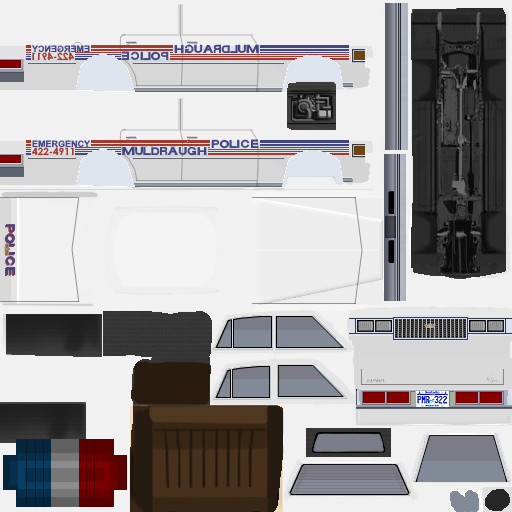 EMERGENCY
422-4911
MULDRAUGH
POLICE
EMERGENCY
422-4911
POLICE
MULDRAUGH
POLICE
PMR-322